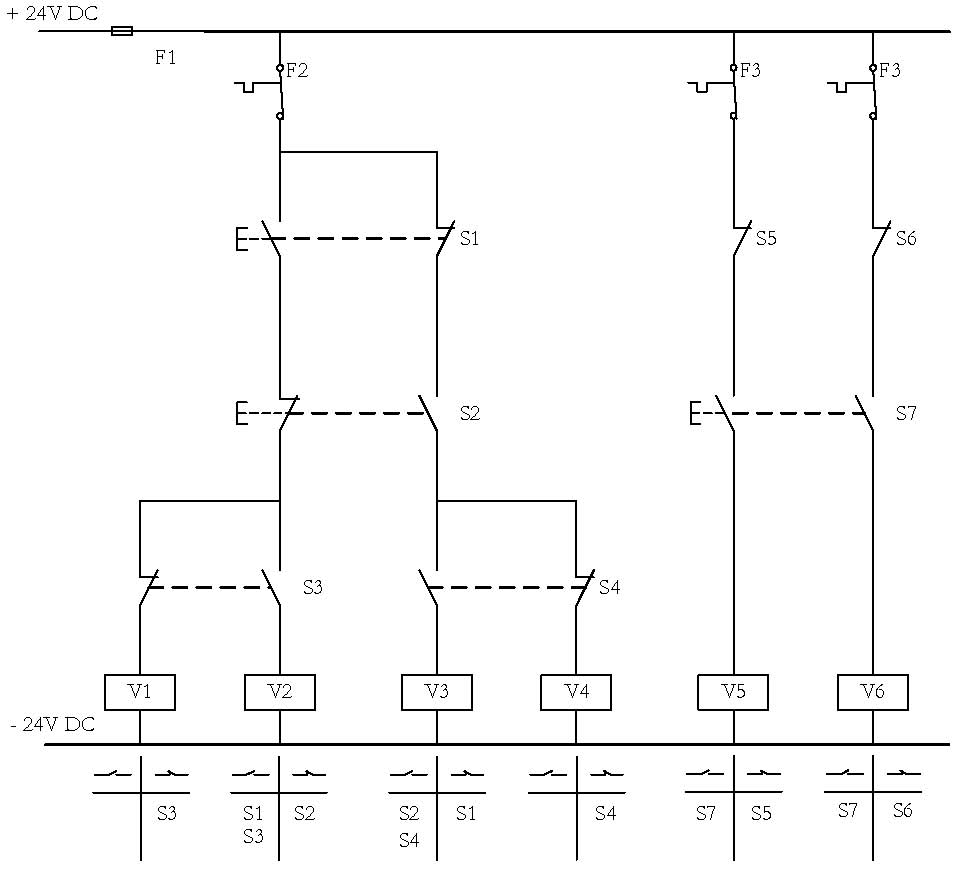 + 24V DC
F1
F2
F3
F3
S1
S5
S6
S2
S7
S3
S4
V1
V2
V3
V4
V5
V6
- 24V DC
S3
S1
S2
S2
S1
S4
S7
S5
S7
S6
S3
S4